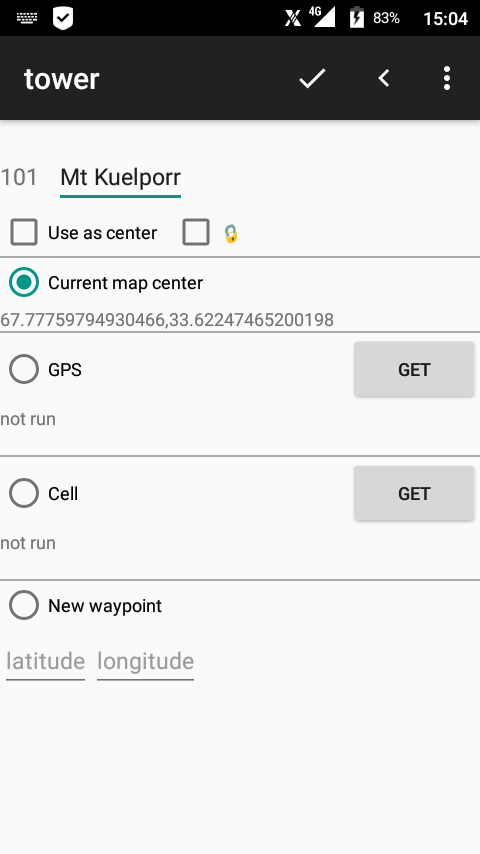 4G 83% 15:04
tower
101 Mt Kuelporr
Use as center
Current map center
67.77759794930466,33.62247465200198
GPS GET
not run
Cell GET
not run
New waypoint
latitude longitude